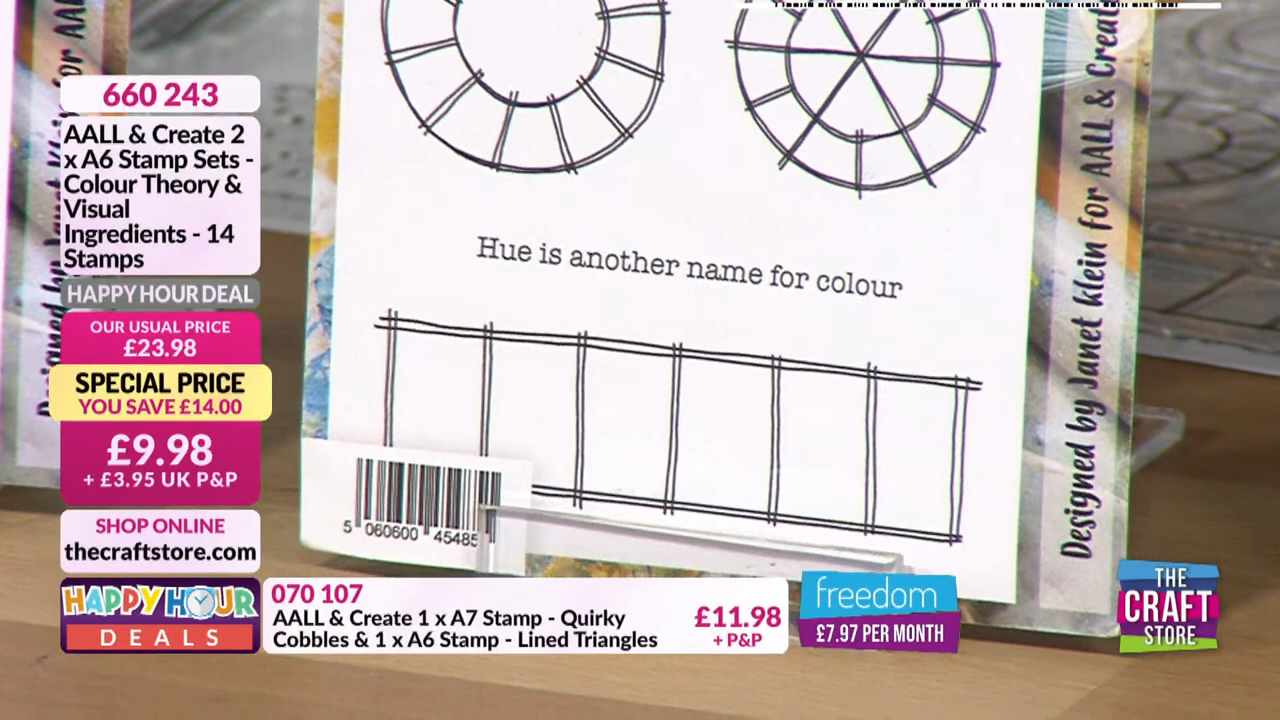 660 243
AALL & Create 2
x A6 Stamp Sets -
Colour Theory &
Visual
Ingredients - 14
Stamps
HAPPY HOUR DEAL
OUR USUAL PRICE
£23.98
SPECIAL PRICE
YOU SAVE £14.00
£9.98
+ £3.95 UK P&P
SHOP ONLINE
thecraftstore.com
HAPPY HOUR
DEALS
070 107
AALL & Create 1 x A7 Stamp - Quirky
Cobbles & 1 x A6 Stamp - Lined Triangles
£11.98
+ P&P
freedom
£7.97 PER MONTH
THE
CRAFT
STORE
Hue is another name for colour
5 060600 45485
Designed by Janet Klein for AALL & Creat